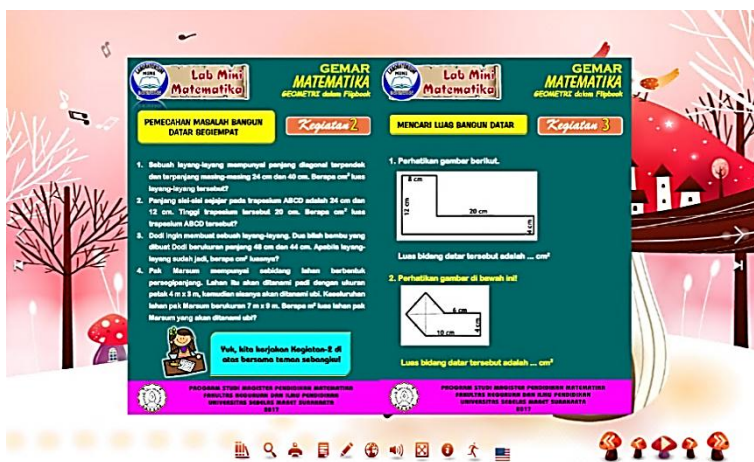 Lab Mini
Matematika
GEMAR
MATEMATIKA
GEOMETRI dalam Flipbook
PEMECAHAN MASALAH BANGUN
DATAR SEGIEMPAT
Kegiatan 2
1. Sebuah layang-layang mempunyai panjang diagonal terpendek
dan terpanjang masing-masing 24 cm dan 40 cm. Berapa cm² luas
layang-layang tersebut?
2. Panjang sisi-sisi sejajar pada trapesium ABCD adalah 24 cm dan
12 cm. Tinggi trapesium tersebut 20 cm. Berapa cm² luas
trapesium ABCD tersebut?
3. Dodi ingin membuat sebuah layang-layang. Dua bilah bambu yang
dibuat Dodi berukuran panjang 48 cm dan 44 cm. Apabila layang-
layang sudah jadi, berapa cm² luasnya?
4. Pak Marsum mempunyai sebidang lahan berbentuk
persegipanjang. Lahan itu akan ditanami padi dengan ukuran
petak 4 m x 5 m, kemudian sisanya akan ditanami ubi. Keseluruhan
lahan pak Marsum berukuran 7 m x 9 m. Berapa m² luas lahan pak
Marsum yang akan ditanami ubi?
Yuk, kita kerjakan Kegiatan-2 di
atas bersama teman sebangku!
PROGRAM STUDI MAGISTER PENDIDIKAN MATEMATIKA
FAKULTAS KEGURUAN DAN ILMU PENDIDIKAN
UNIVERSITAS SEBELAS MARET SURAKARTA
2017
Lab Mini
Matematika
GEMAR
MATEMATIKA
GEOMETRI dalam Flipbook
MENCARI LUAS BANGUN DATAR
Kegiatan 3
1. Perhatikan gambar berikut.
8 cm
12 cm
20 cm
4 cm
Luas bidang datar tersebut adalah ... cm²
2. Perhatikan gambar di bawah ini!
6 cm
10 cm
4 cm
Luas bidang datar tersebut adalah ... cm²
PROGRAM STUDI MAGISTER PENDIDIKAN MATEMATIKA
FAKULTAS KEGURUAN DAN ILMU PENDIDIKAN
UNIVERSITAS SEBELAS MARET SURAKARTA
2017